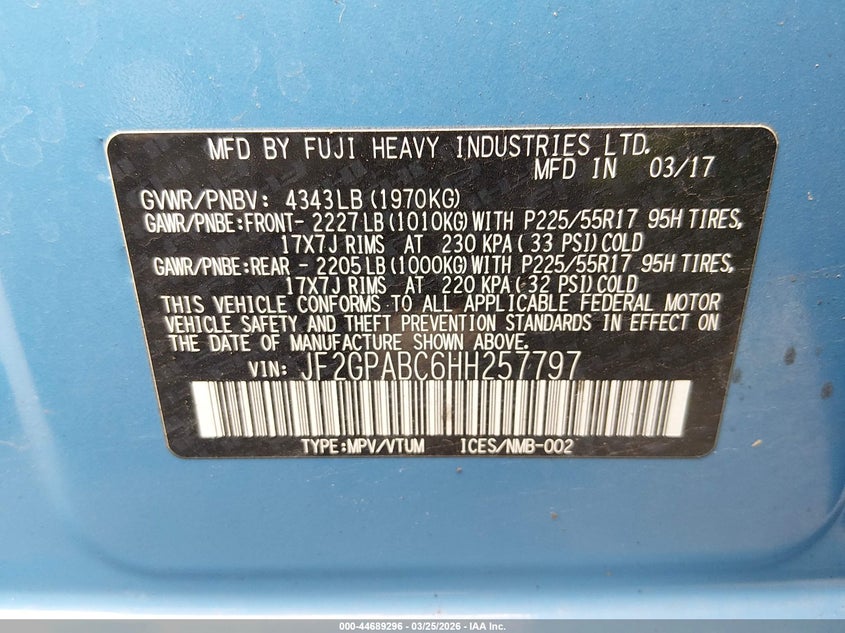 MFD BY FUJI HEAVY INDUSTRIES LTD.
MFD IN 03/17
GVWR/PNBV: 4343LB (1970KG)
GAWR/PNBE:FRONT- 2227LB (1010KG) WITH P225/55R17 95H TIRES,
17X7J RIMS AT 230 KPA ( 33 PSI) COLD
GAWR/PNBE:REAR - 2205LB (1000KG) WITH P225/55R17 95H TIRES,
17X7J RIMS AT 220 KPA ( 32 PSI) COLD
THIS VEHICLE CONFORMS TO ALL APPLICABLE FEDERAL MOTOR
VEHICLE SAFETY AND THEFT PREVENTION STANDARDS IN EFFECT ON
THE DATE OF MANUFACTURE SHOWN ABOVE.
VIN: JF2GPABC6HH257797
TYPE:MPV/VTUM ICES/NMB-002
000-44689296 - 03/25/2026 - IAA Inc.